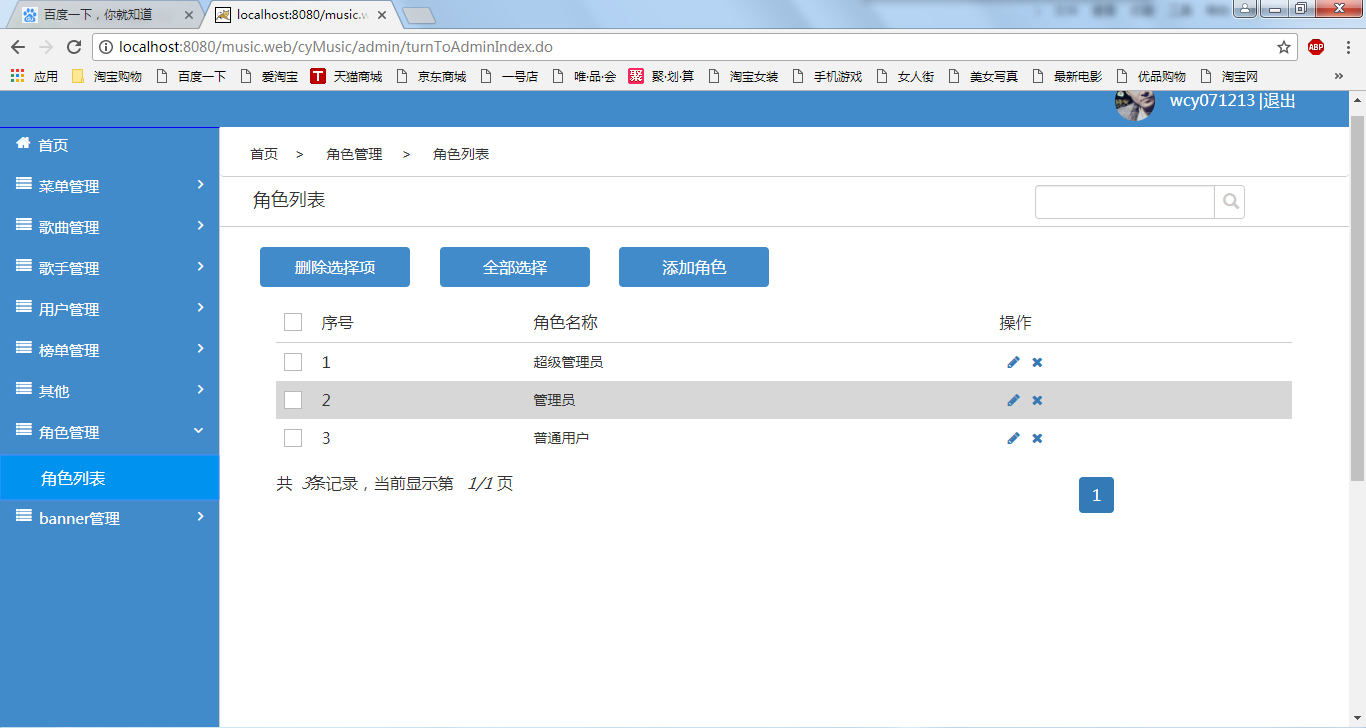 百度一下，你就知道
localhost:8080/music.w
localhost:8080/music.web/cyMusic/admin/turnToAdminIndex.do
ABP
应用 淘宝购物 百度一下 爱淘宝 T 天猫商城 京东商城 一号店 唯·品·会 聚 聚·划·算 淘宝女装 手机游戏 女人街 美女写真 最新电影 优品购物 淘宝网 »
wcy071213 |退出
首页
菜单管理
歌曲管理
歌手管理
用户管理
榜单管理
其他
角色管理
角色列表
banner管理
首页 > 角色管理 > 角色列表
角色列表
删除选择项 全部选择 添加角色
序号 角色名称 操作
1 超级管理员
2 管理员
3 普通用户
共 3条记录，当前显示第 1/1 页
1